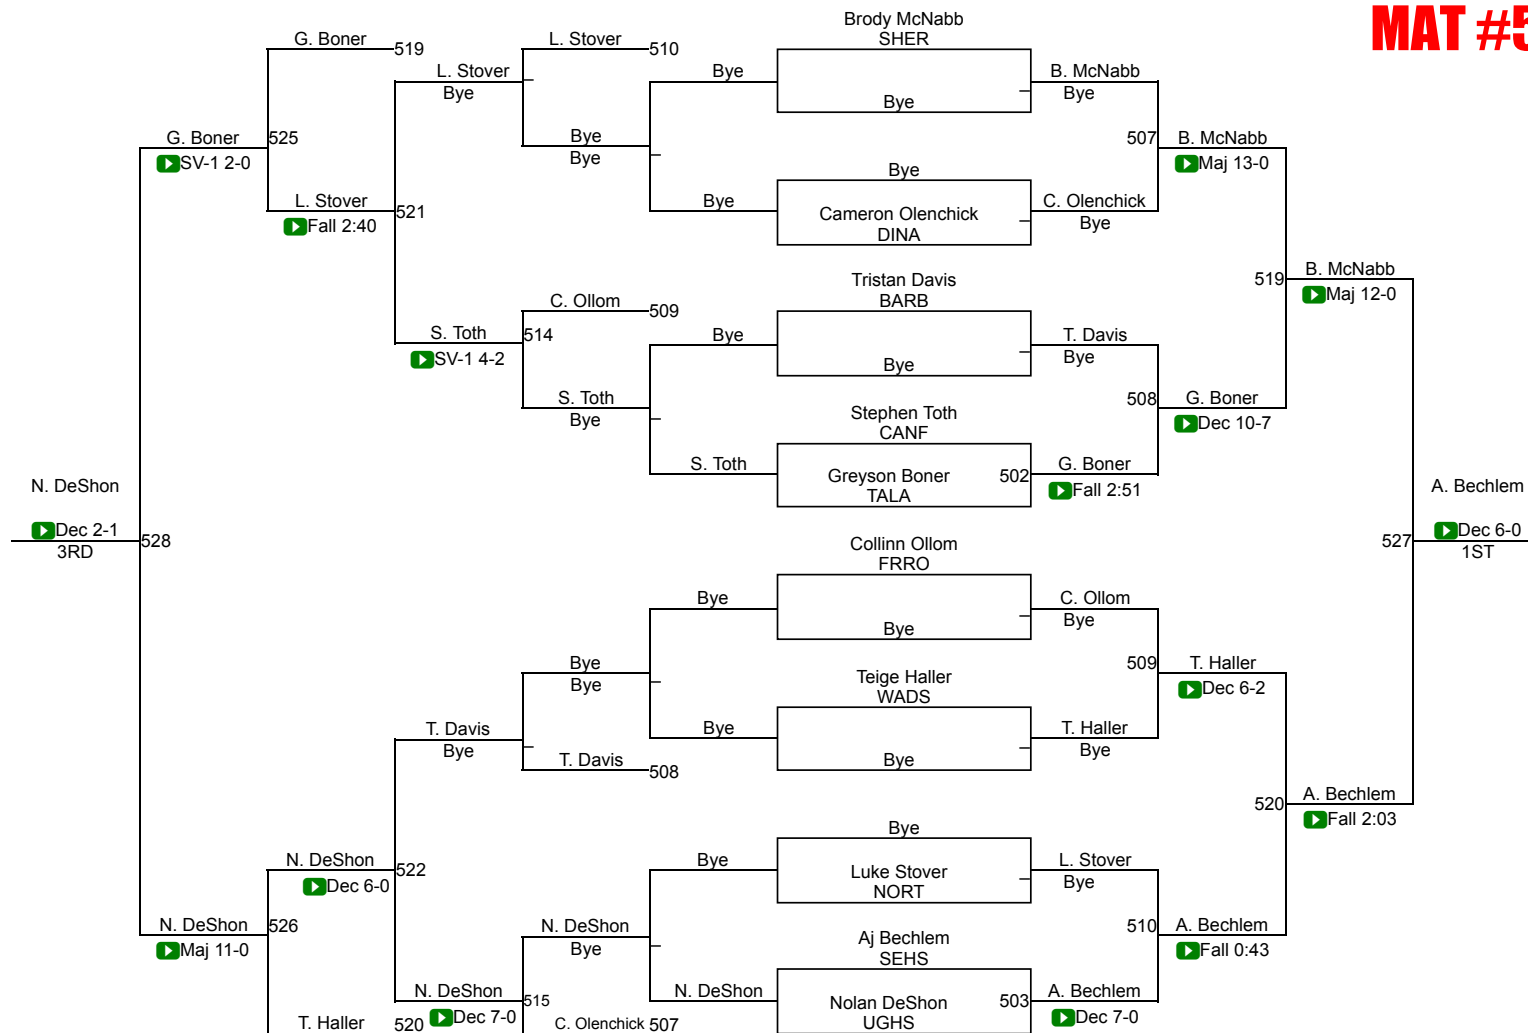 MAT #5
Brody McNabb
SHER
G. Boner
519
L. Stover
510
L. Stover
Bye
Bye
Bye
B. McNabb
Bye
G. Boner
525
SV-1 2-0
Bye
Bye
507
B. McNabb
Maj 13-0
L. Stover
Fall 2:40
521
Bye
Bye
Cameron Olenchick
DINA
C. Olenchick
Bye
Tristan Davis
BARB
519
B. McNabb
Maj 12-0
C. Ollom
509
S. Toth
514
SV-1 4-2
Bye
Bye
T. Davis
Bye
S. Toth
Bye
508
G. Boner
Dec 10-7
Stephen Toth
CANF
S. Toth
Greyson Boner
TALA
502
G. Boner
Fall 2:51
N. DeShon
Dec 2-1
3RD
528
A. Bechlem
527
Dec 6-0
1ST
Collinn Ollom
FRRO
Bye
Bye
C. Ollom
Bye
Bye
Bye
509
T. Haller
Dec 6-2
Teige Haller
WADS
T. Davis
Bye
Bye
Bye
T. Haller
Bye
T. Davis
508
520
A. Bechlem
Fall 2:03
Bye
N. DeShon
Dec 6-0
522
Bye
Luke Stover
NORT
L. Stover
Bye
N. DeShon
526
Maj 11-0
N. DeShon
Bye
510
A. Bechlem
Fall 0:43
Aj Bechlem
SEHS
N. DeShon
515
Dec 7-0
N. DeShon
Nolan DeShon
UGHS
503
A. Bechlem
Dec 7-0
T. Haller
520
C. Olenchick
507